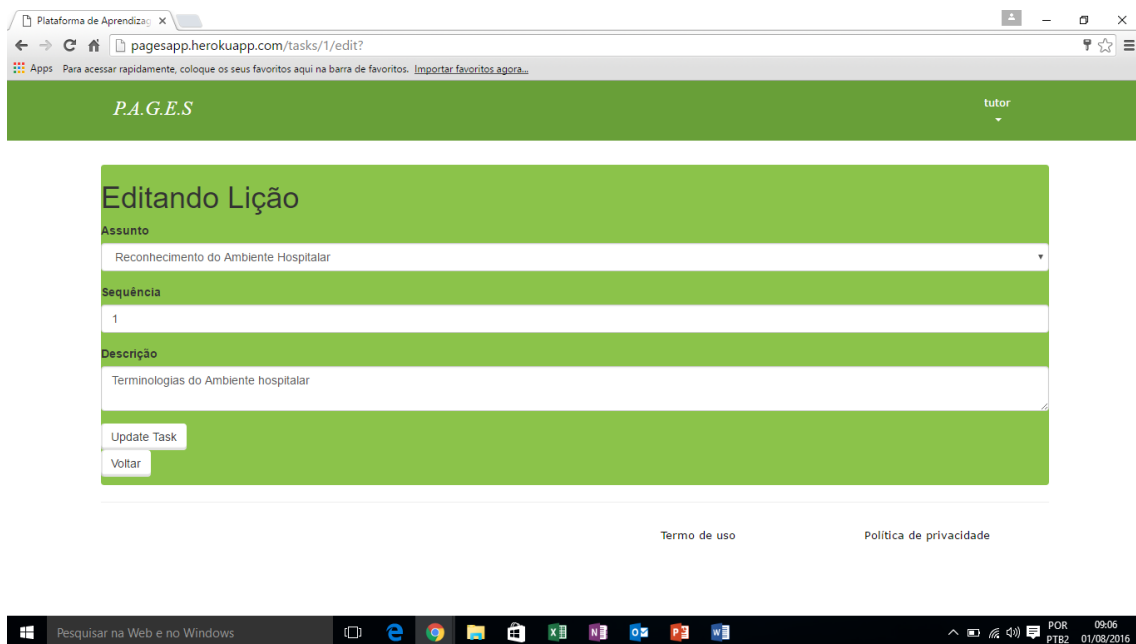 Plataforma de Aprendizag
pagesapp.herokuapp.com/tasks/1/edit?
Apps Para acessar rapidamente, coloque os seus favoritos aqui na barra de favoritos. Importar favoritos agora...
P.A.G.E.S
tutor
Editando Lição
Assunto
Reconhecimento do Ambiente Hospitalar
Sequência
1
Descrição
Terminologias do Ambiente hospitalar
Update Task
Voltar
Termo de uso Política de privacidade
Pesquisar na Web e no Windows
POR 09:06
PTB2 01/08/2016